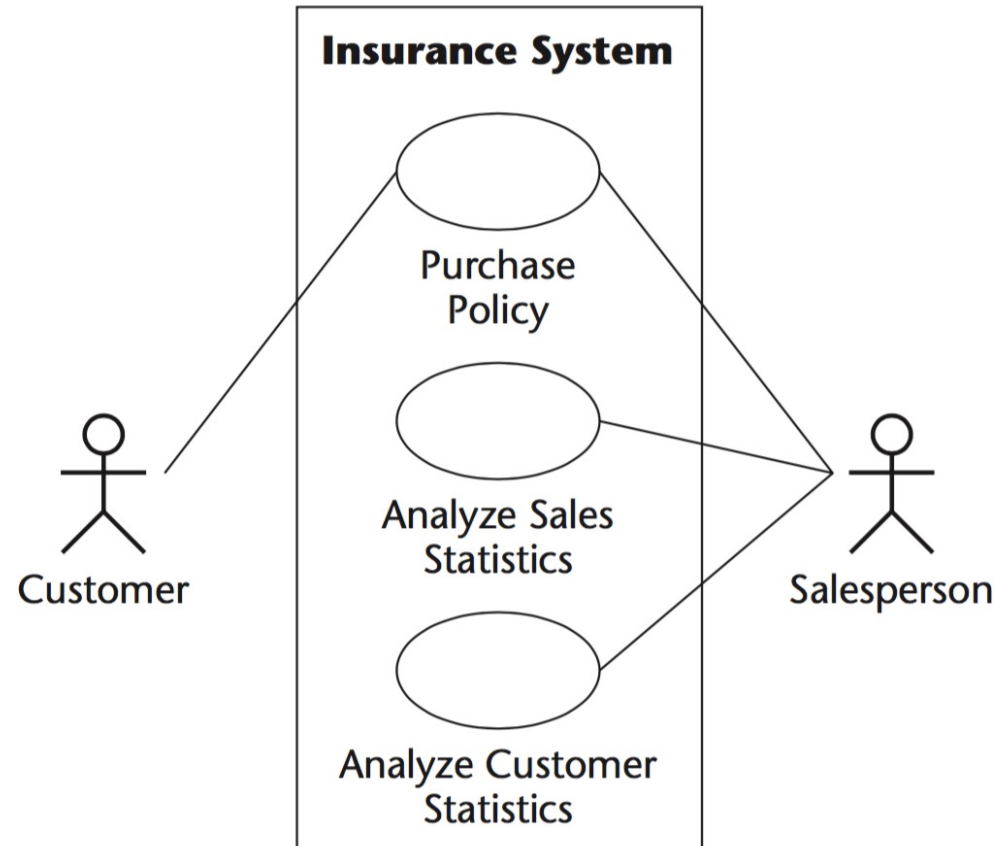 Insurance System
Purchase
Policy
Analyze Sales
Statistics
Customer
Salesperson
Analyze Customer
Statistics